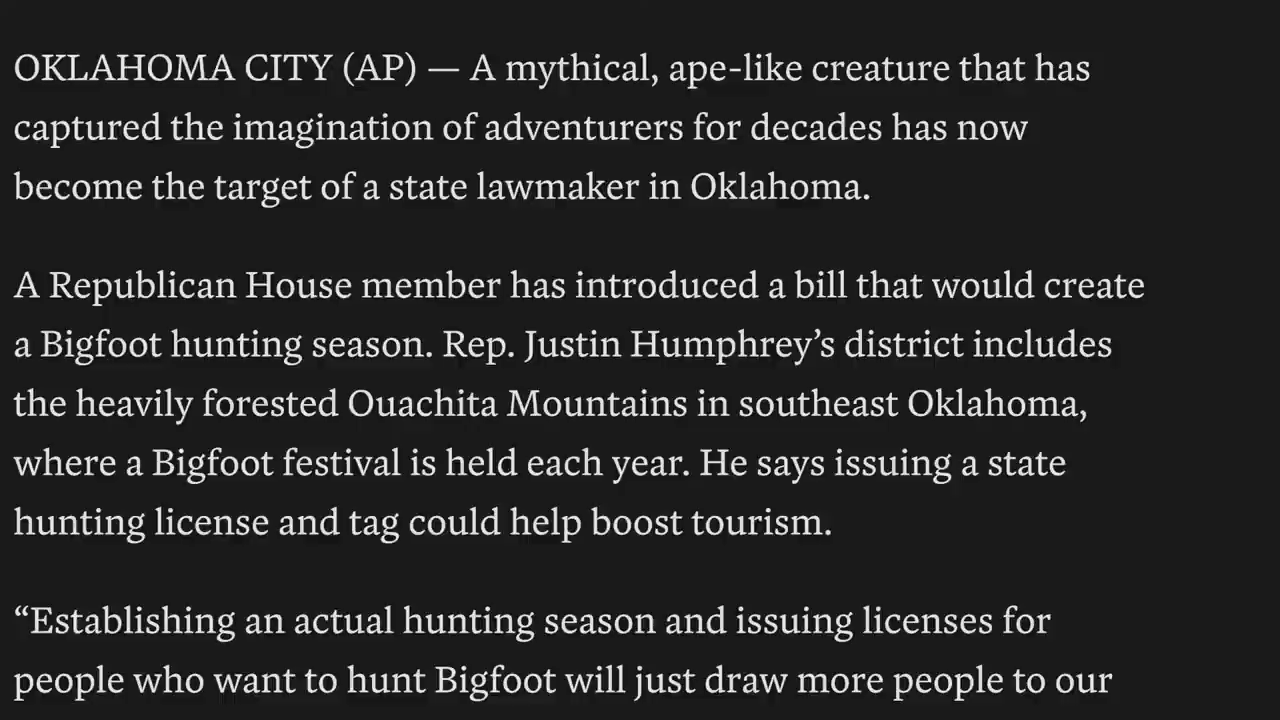 OKLAHOMA CITY (AP) — A mythical, ape-like creature that has
captured the imagination of adventurers for decades has now
become the target of a state lawmaker in Oklahoma.
A Republican House member has introduced a bill that would create
a Bigfoot hunting season. Rep. Justin Humphrey’s district includes
the heavily forested Ouachita Mountains in southeast Oklahoma,
where a Bigfoot festival is held each year. He says issuing a state
hunting license and tag could help boost tourism.
“Establishing an actual hunting season and issuing licenses for
people who want to hunt Bigfoot will just draw more people to our